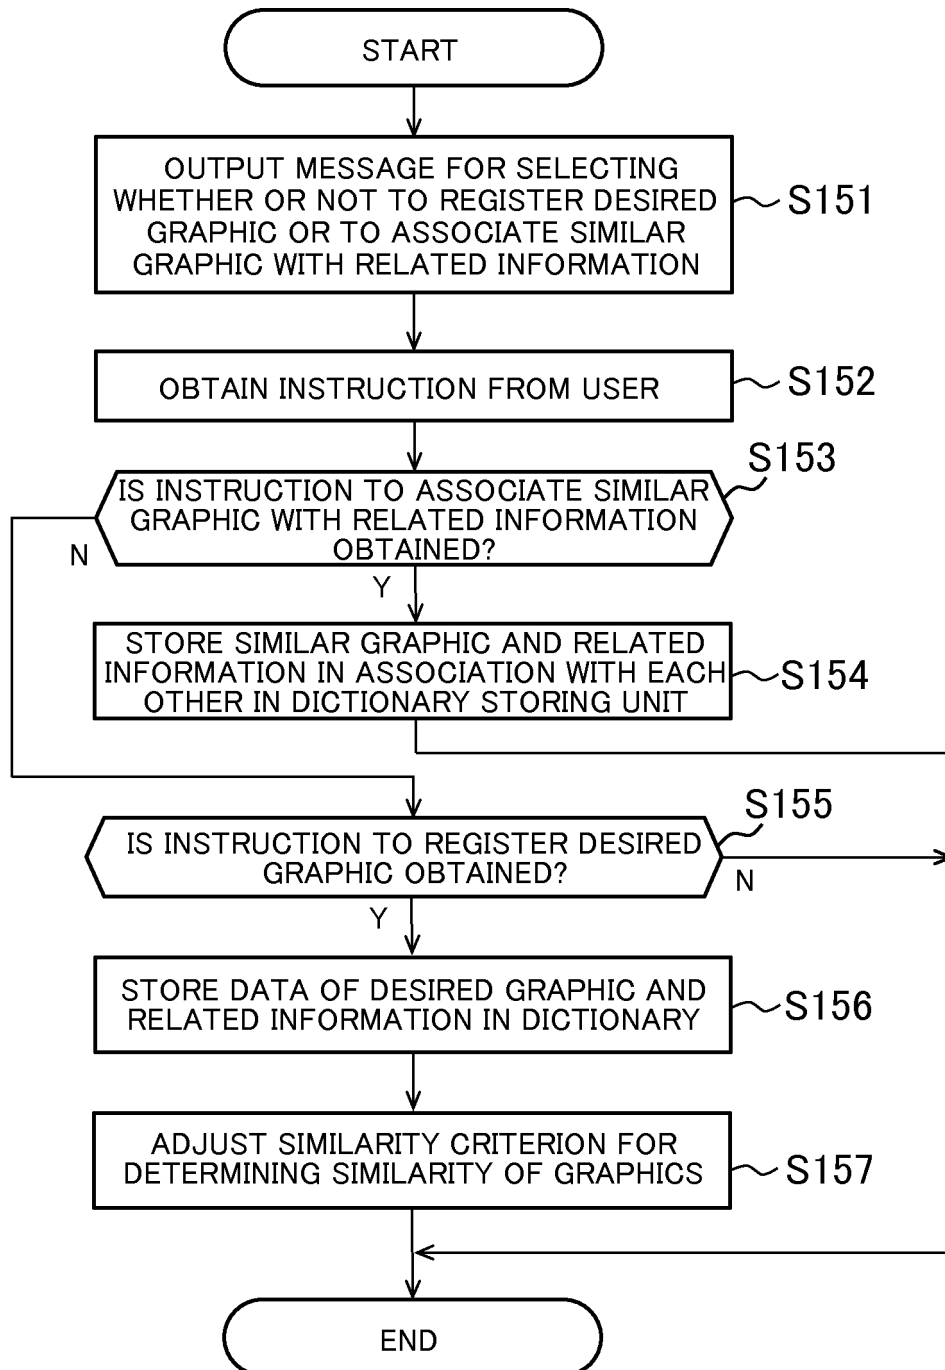 START
OUTPUT MESSAGE FOR SELECTING
WHETHER OR NOT TO REGISTER DESIRED
GRAPHIC OR TO ASSOCIATE SIMILAR
GRAPHIC WITH RELATED INFORMATION
S151
OBTAIN INSTRUCTION FROM USER
S152
S153
IS INSTRUCTION TO ASSOCIATE SIMILAR
GRAPHIC WITH RELATED INFORMATION
OBTAINED?
N
Y
STORE SIMILAR GRAPHIC AND RELATED
INFORMATION IN ASSOCIATION WITH EACH
OTHER IN DICTIONARY STORING UNIT
S154
S155
IS INSTRUCTION TO REGISTER DESIRED
GRAPHIC OBTAINED?
N
Y
STORE DATA OF DESIRED GRAPHIC AND
RELATED INFORMATION IN DICTIONARY
S156
ADJUST SIMILARITY CRITERION FOR
DETERMINING SIMILARITY OF GRAPHICS
S157
END